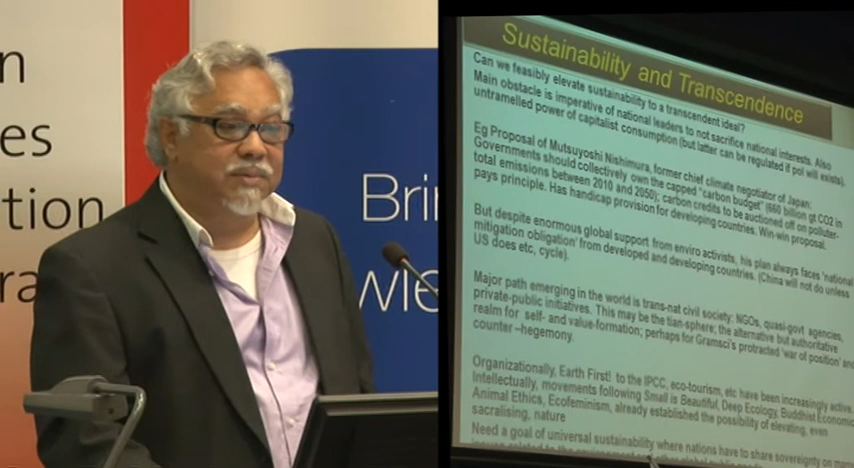 n
es
tion
ra
Brin
wle
Sustainability and Transcendence
Can we feasibly elevate sustainability to a transcendent ideal?
Main obstacle is imperative of national leaders to not sacrifice national interests. Also
untramelled power of capitalist consumption (but latter can be regulated if pol will exists).
Eg Proposal of Mutsuyoshi Nishimura, former chief climate negotiator of Japan:
Governments should collectively own the capped "carbon budget" (660 billion gt CO2 in
total emissions between 2010 and 2050); carbon credits to be auctioned off on polluter-
pays principle. Has handicap provision for developing countries. Win-win proposal.
But despite enormous global support from enviro activists, his plan always faces 'national
mitigation obligation' from developed and developing countries. (China will not do unless
US does etc, cycle).
Major path emerging in the world is trans-nat civil society: NGOs, quasi-govt agencies,
private-public initiatives. This may be the tian-sphere; the alternative but authoritative
realm for self- and value-formation; perhaps for Gramsci's protracted 'war of position' and
counter –hegemony.
Organizationally, Earth First! to the IPCC, eco-tourism, etc have been increasingly active.
Intellectually, movements following Small is Beautiful, Deep Ecology, Buddhist Economic
Animal Ethics, Ecofeminism, already established the possibility of elevating, even
sacralising, nature
Need a goal of universal sustainability where nations have to share sovereignty on